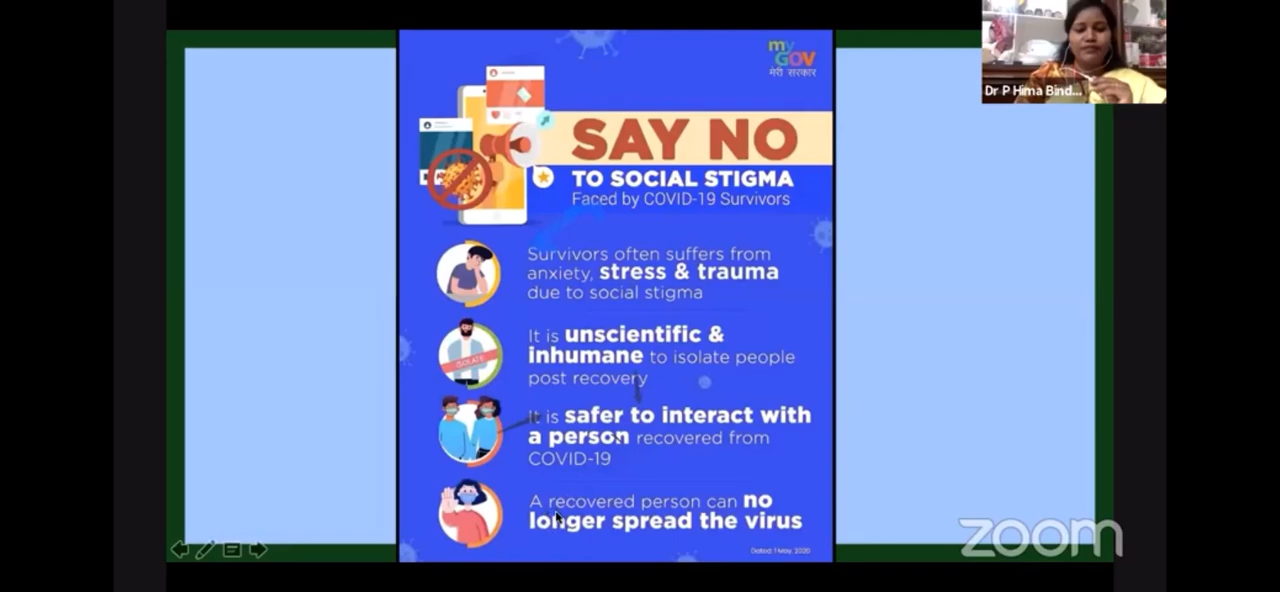 my
GOV
मेरी सरकार
Dr P Hima Bind...
SAY NO
TO SOCIAL STIGMA
Faced by COVID-19 Survivors
Survivors often suffers from
anxiety, stress & trauma
due to social stigma
ISOLATE
It is unscientific &
inhumane to isolate people
post recovery
It is safer to interact with
a person recovered from
COVID-19
A recovered person can no
longer spread the virus
Dated: 1 May, 2020
zoom